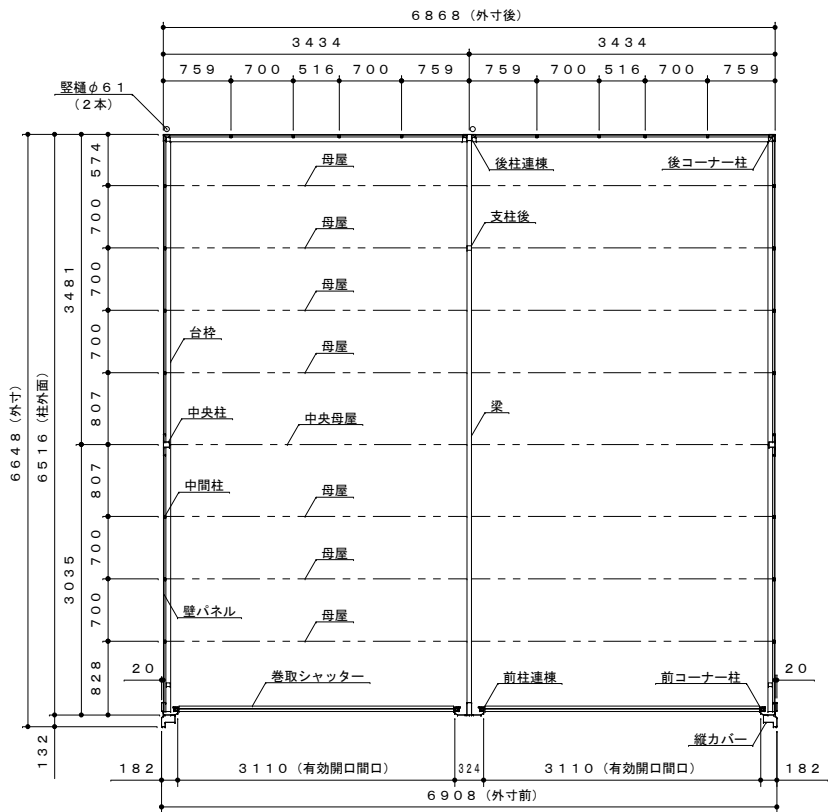 ６８６８（外寸後）
３４３４ ３４３４
７５９ ７００ ５１６ ７００ ７５９ ７５９ ７００ ５１６ ７００ ７５９
竪樋φ６１
（２本）
５７４
母屋
後柱連棟
後コーナー柱
７００
母屋
支柱後
７００
母屋
３４８１
７００
台枠
母屋
８０７
中央柱
中央母屋
梁
６６４８（外寸）
６５１６（柱外面）
８０７
中間柱
母屋
７００
母屋
３０３５
７００
壁パネル
母屋
８２８
２０
巻取シャッター
前柱連棟
前コーナー柱
２０
縦カバー
１３２
１８２ ３１１０（有効開口間口） ３２４ ３１１０（有効開口間口） １８２
６９０８（外寸前）